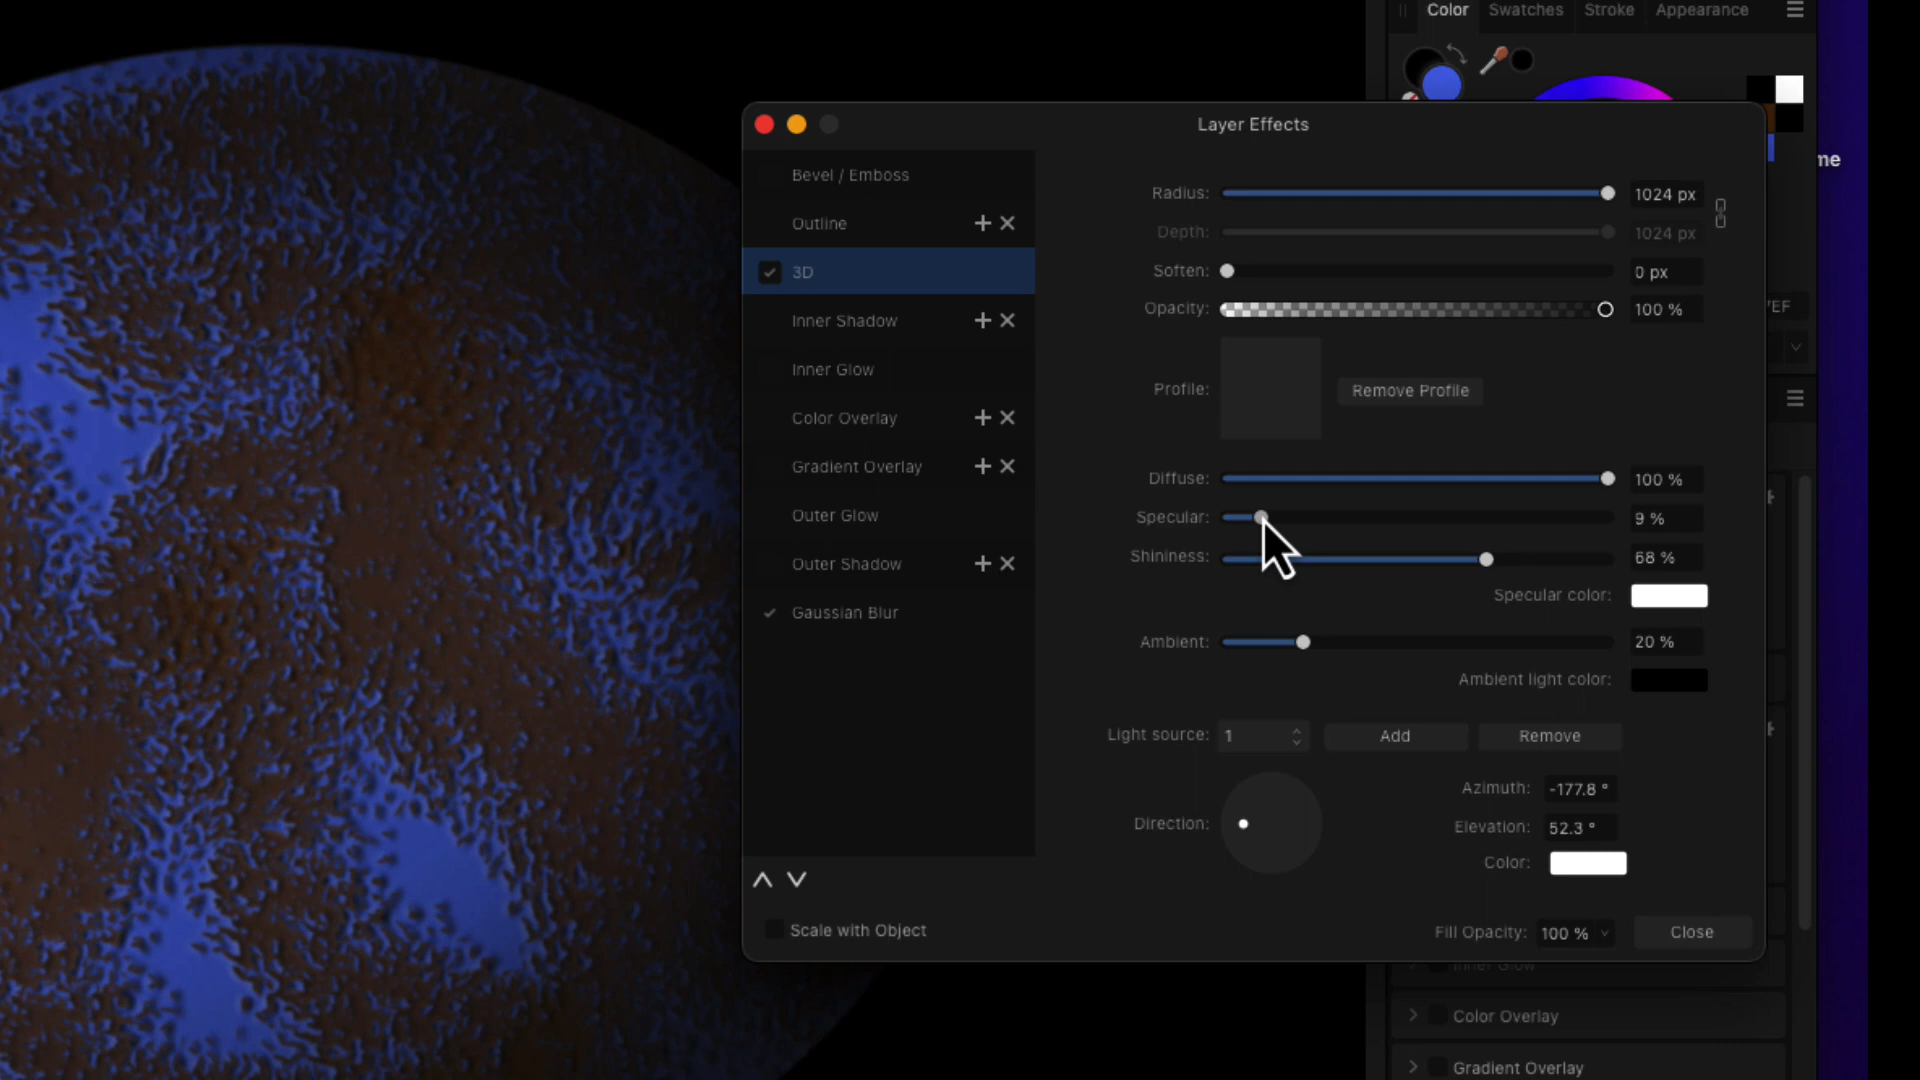 Color Swatches Stroke Appearance
Layer Effects
me
Bevel / Emboss
Outline
3D
Inner Shadow
Inner Glow
Color Overlay
Gradient Overlay
Outer Glow
Outer Shadow
Gaussian Blur
Scale with Object
Radius: 1024 px
Depth: 1024 px
Soften: 0 px
Opacity: 100 %
Profile: Remove Profile
Diffuse: 100 %
Specular: 9 %
Shininess: 68 %
Specular color:
Ambient: 20 %
Ambient light color:
Light source: 1 Add Remove
Direction:
Azimuth: -177.8 °
Elevation: 52.3 °
Color:
Fill Opacity: 100 % Close
Inner Glow
Color Overlay
Gradient Overlay